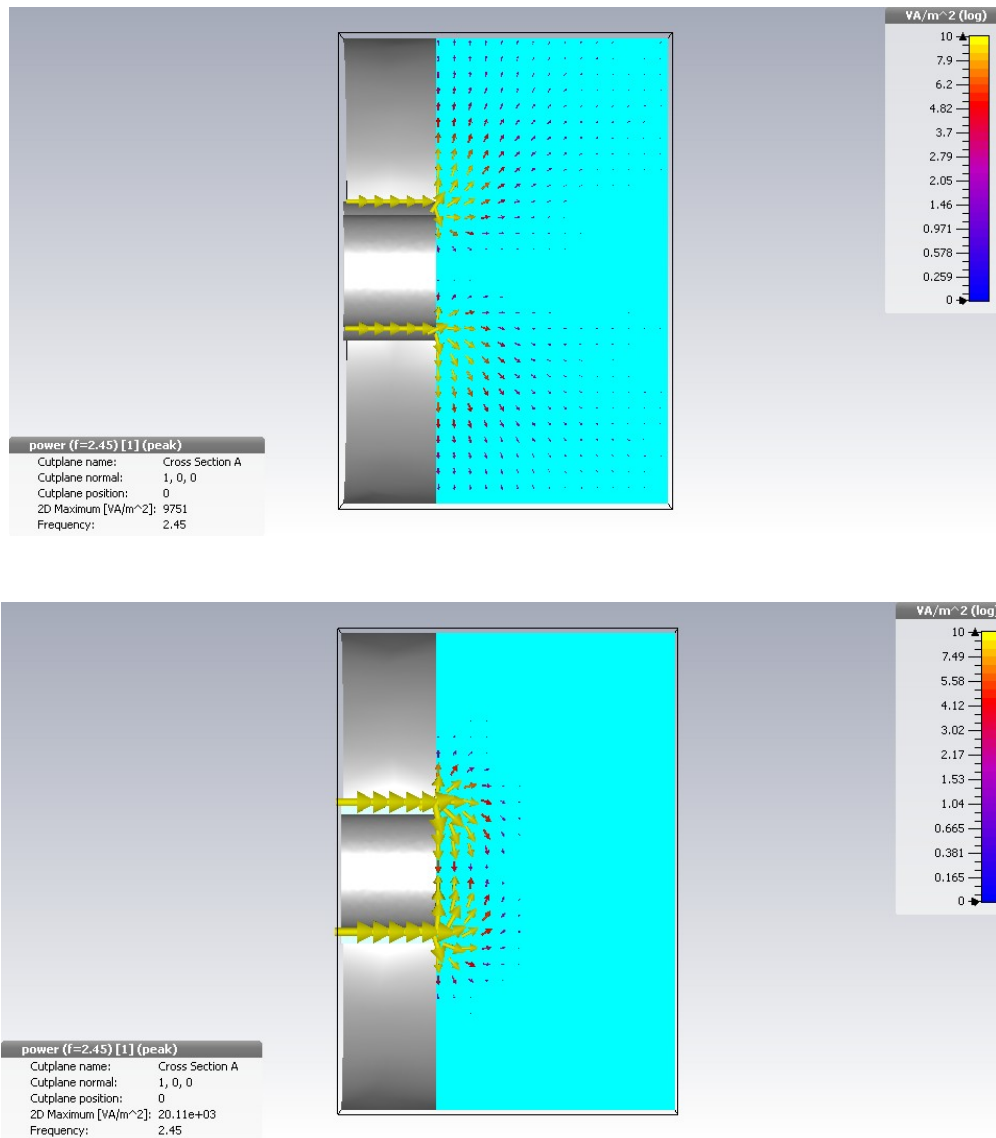 VA/m^2 (log)
10
7.9
6.2
4.82
3.7
2.79
2.05
1.46
0.971
0.578
0.259
0
power (f=2.45) [1] (peak)
Cutplane name: Cross Section A
Cutplane normal: 1, 0, 0
Cutplane position: 0
2D Maximum [VA/m^2]: 9751
Frequency: 2.45
VA/m^2 (log)
10
7.49
5.58
4.12
3.02
2.17
1.53
1.04
0.665
0.381
0.165
0
power (f=2.45) [1] (peak)
Cutplane name: Cross Section A
Cutplane normal: 1, 0, 0
Cutplane position: 0
2D Maximum [VA/m^2]: 20.11e+03
Frequency: 2.45